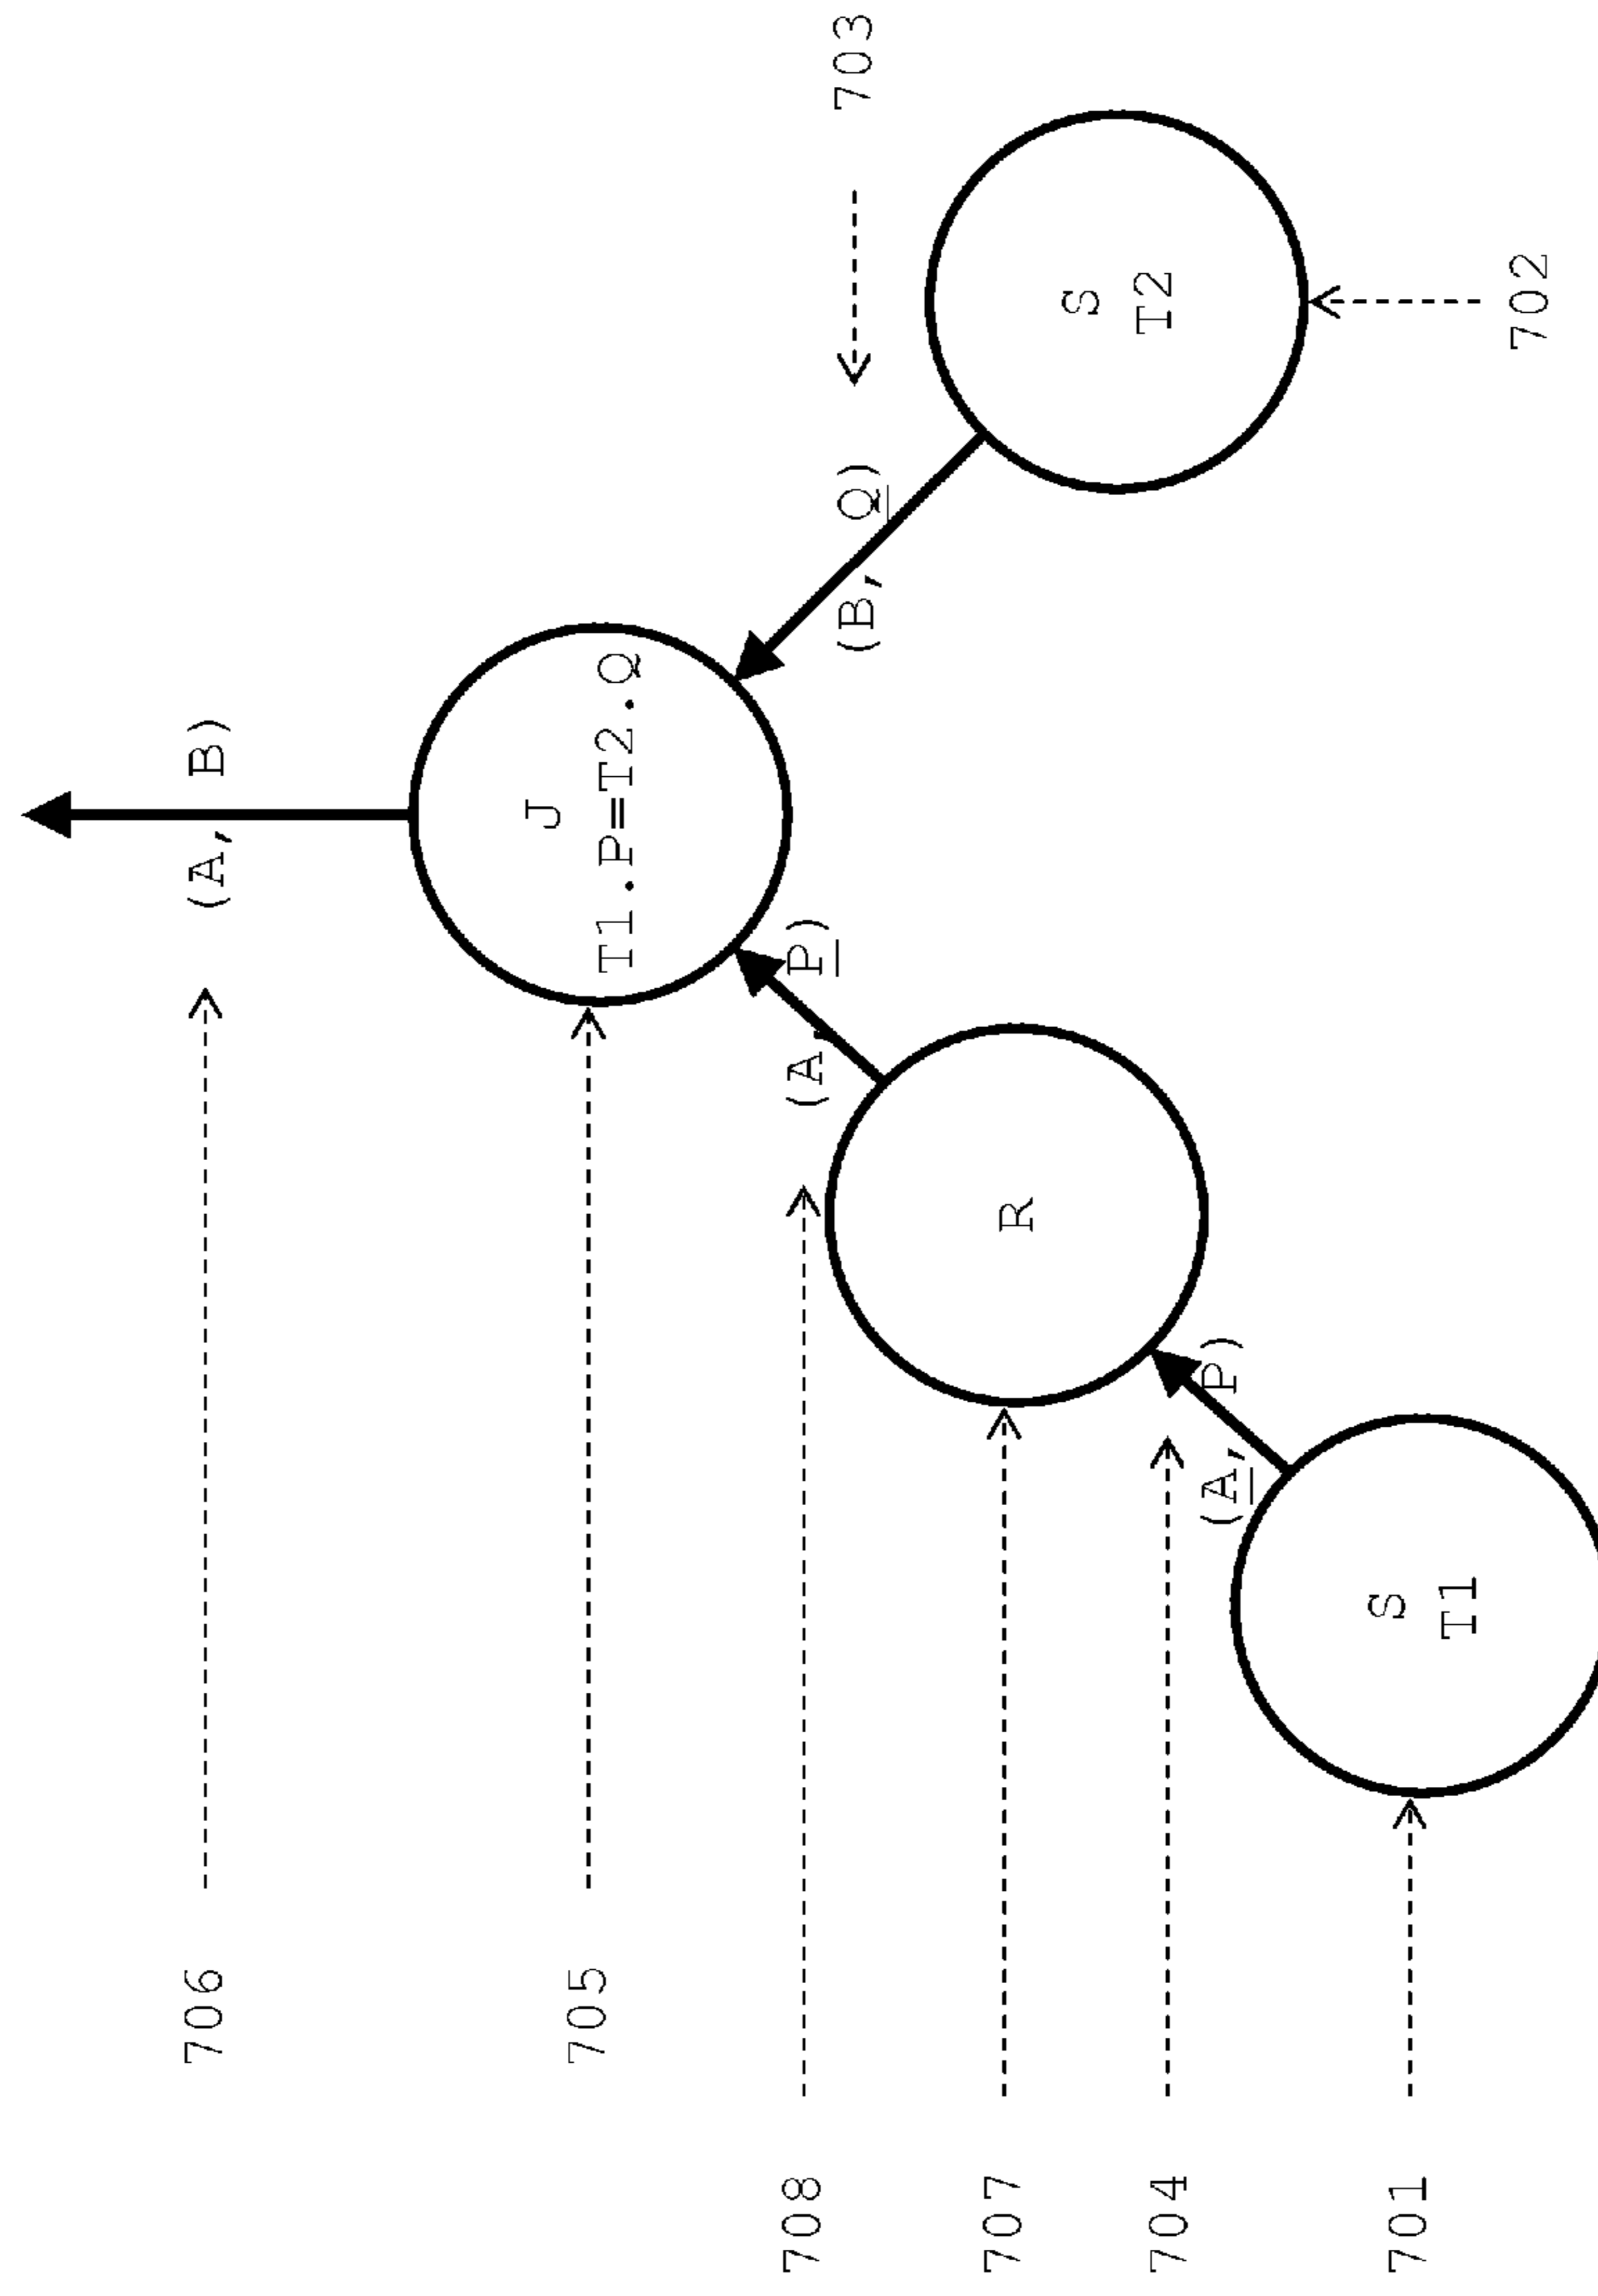 706
(A, B)
705
J
T1.P=T2.Q
708
(A, P)
(B, Q)
703
707
R
S
T2
704
(A, P)
701
S
T1
702